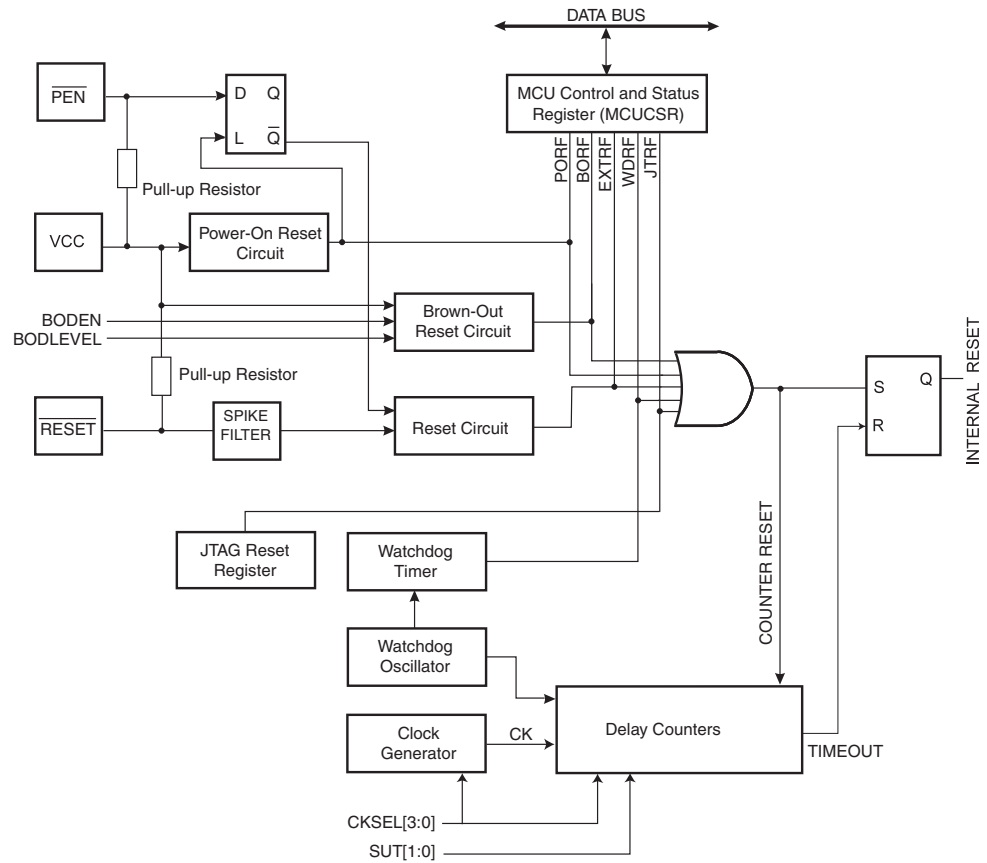 DATA BUS
PEN
D Q
L Q
MCU Control and Status
Register (MCUCSR)
PORF
BORF
EXTRF
WDRF
JTRF
Pull-up Resistor
VCC
Power-On Reset
Circuit
BODEN
BODLEVEL
Brown-Out
Reset Circuit
Pull-up Resistor
RESET
SPIKE
FILTER
Reset Circuit
S Q
R
INTERNAL RESET
JTAG Reset
Register
Watchdog
Timer
COUNTER RESET
Watchdog
Oscillator
Clock
Generator
CK
Delay Counters
TIMEOUT
CKSEL[3:0]
SUT[1:0]